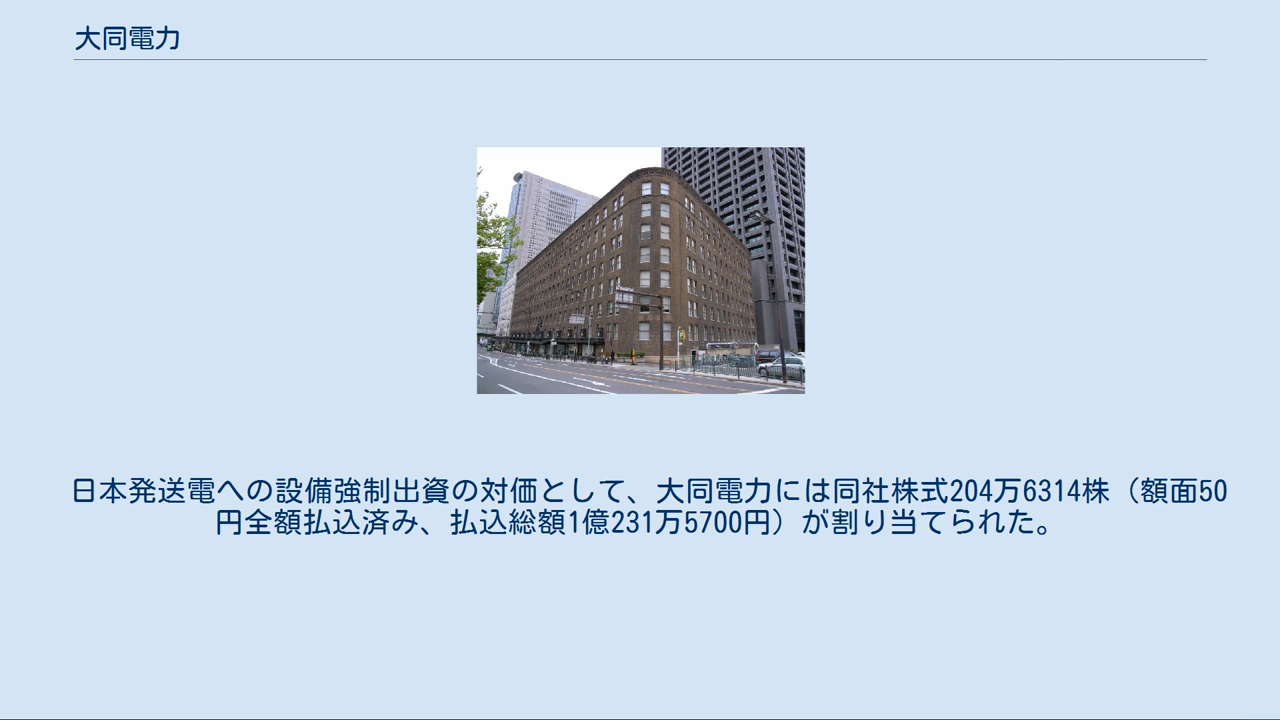 大同電力
日本発送電への設備強制出資の対価として、大同電力には同社株式204万6314株（額面50
円全額払込済み、払込総額1億231万5700円）が割り当てられた。